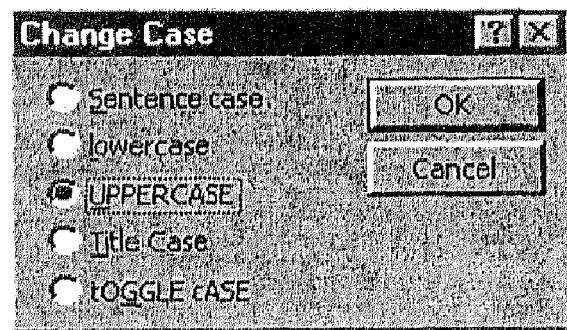 Change Case
Sentence case.
lowercase
UPPERCASE
Title Case
tOGGLE cASE
OK
Cancel